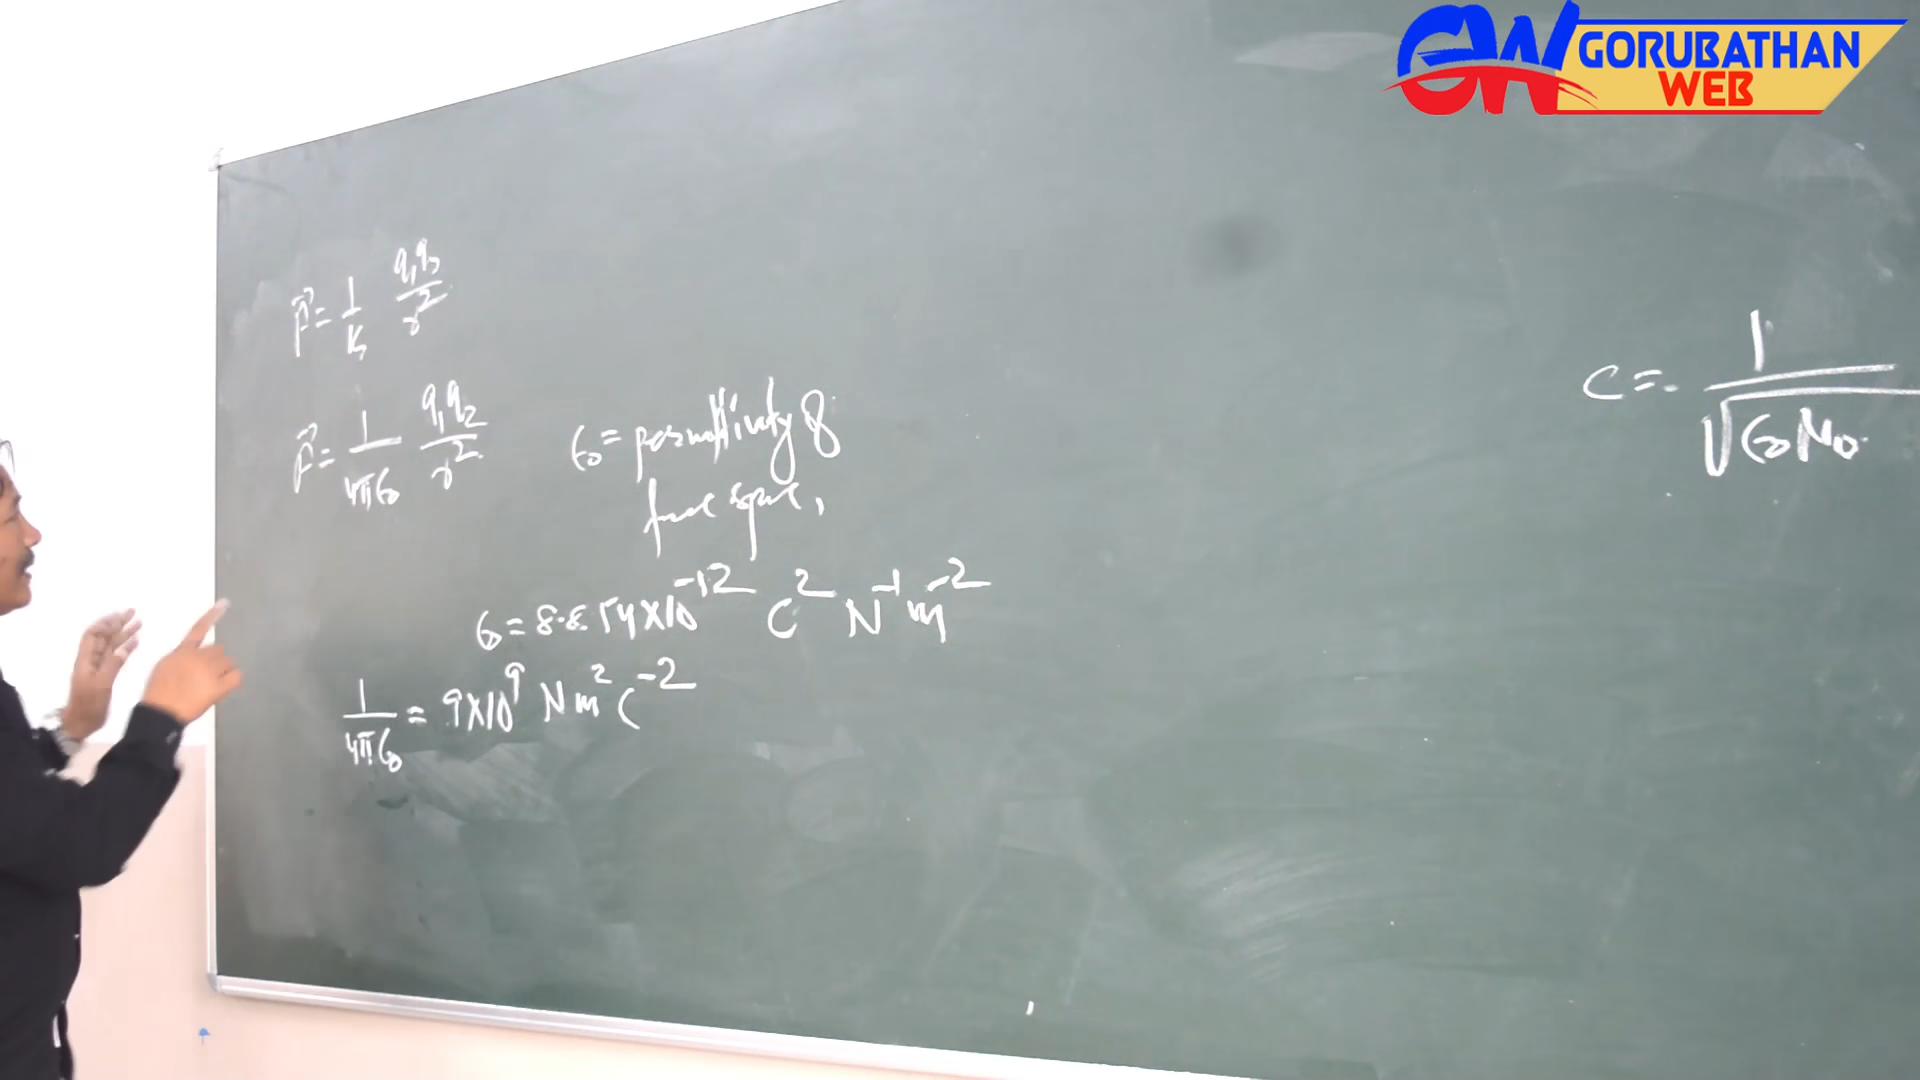 GW GORUBATHAN
WEB
F⃗ = 1/K q₁q₂/r²
F⃗ = 1/4πε₀ q₁q₂/r²
ε₀ = permittivity of
free space,
ε₀ = 8.854×10⁻¹² C² N⁻¹ m⁻²
1/4πε₀ = 9×10⁹ N m² C⁻²
C = 1/√ε₀μ₀